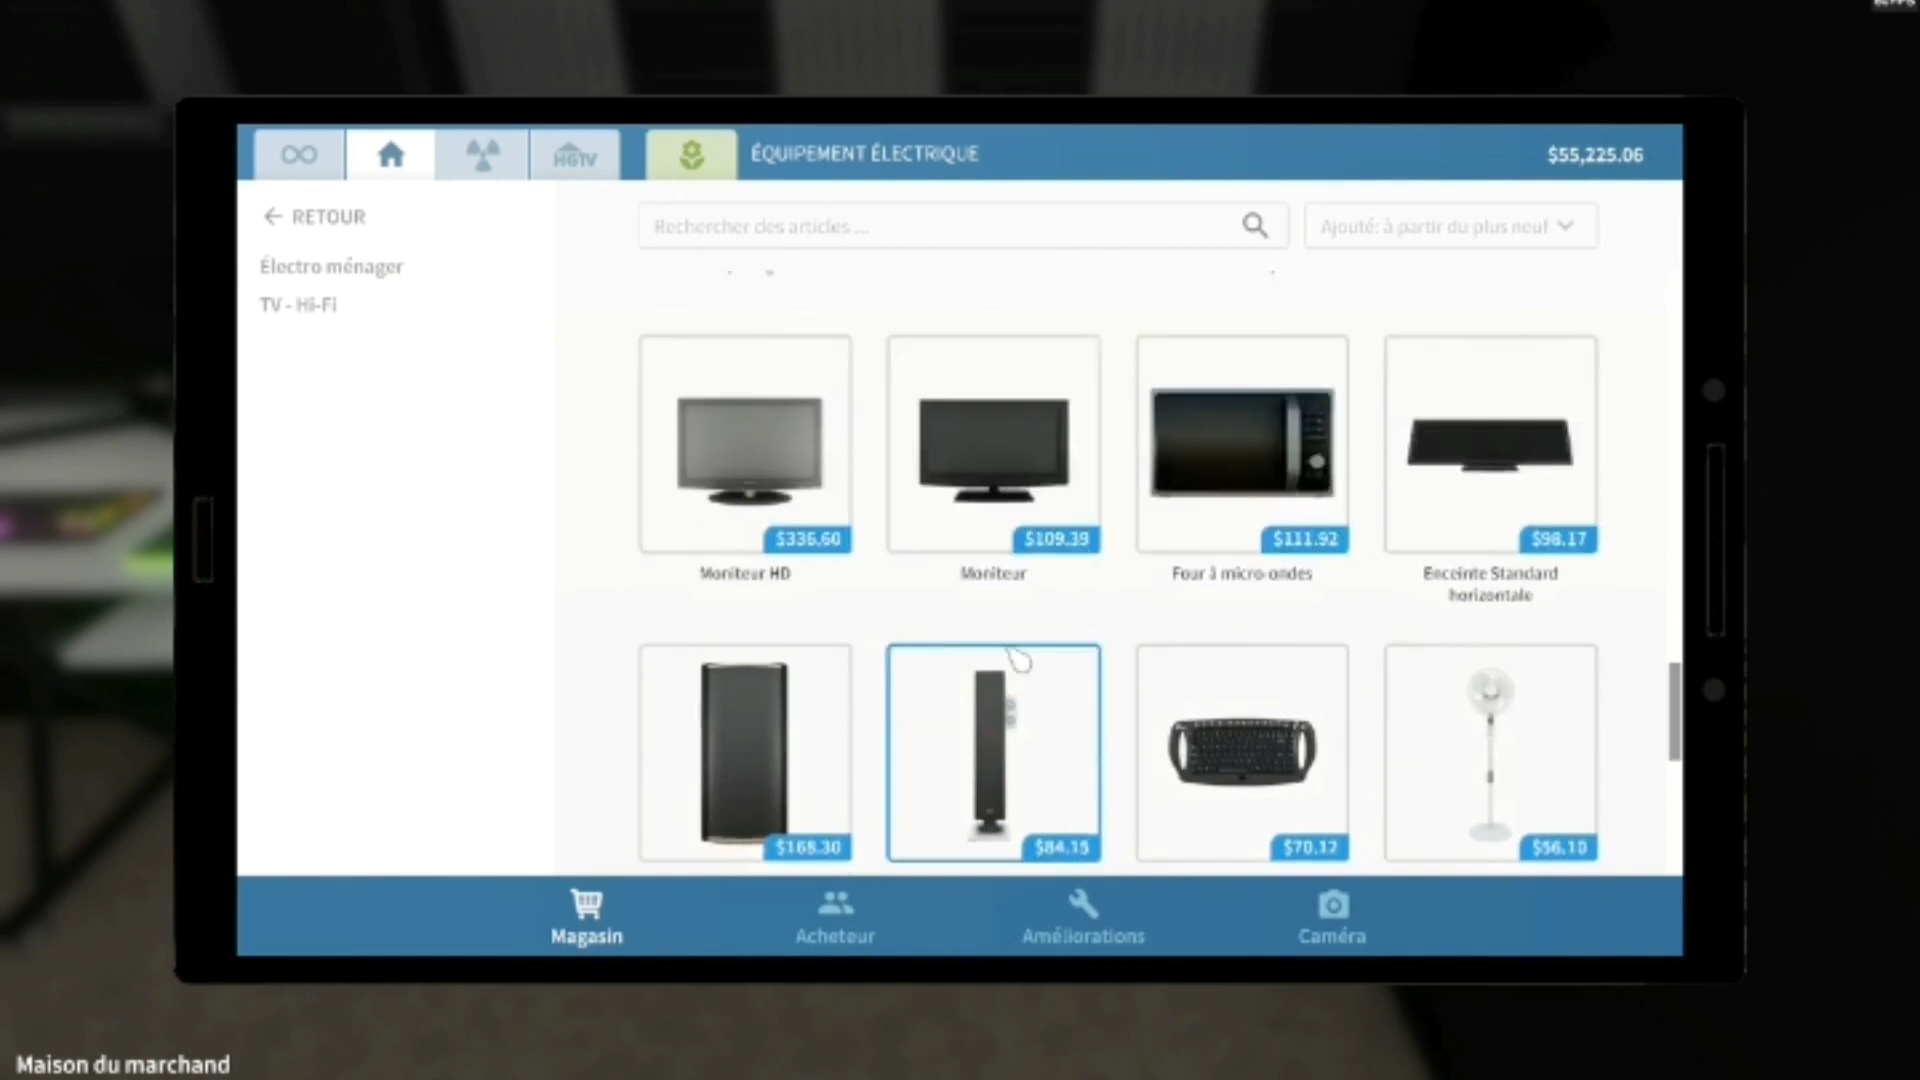 HGTV
ÉQUIPEMENT ÉLECTRIQUE
$55,225.06
RETOUR
Électro ménager
TV - Hi-Fi
Rechercher des articles ...
Ajouté: à partir du plus neuf
$336.60
$109.39
$111.92
$98.17
Moniteur HD
Moniteur
Four à micro-ondes
Enceinte Standard
horizontale
$168.30
$84.15
$70.12
$56.10
Magasin
Acheteur
Améliorations
Caméra
Maison du marchand